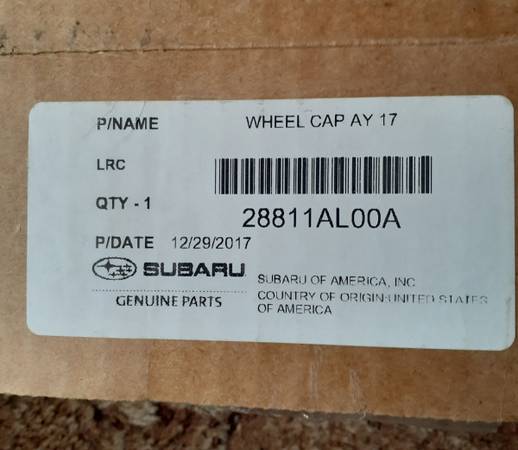 P/NAME WHEEL CAP AY 17
LRC
QTY - 1
28811AL00A
P/DATE 12/29/2017
SUBARU
GENUINE PARTS
SUBARU OF AMERICA, INC
COUNTRY OF ORIGIN:UNITED STATES
OF AMERICA